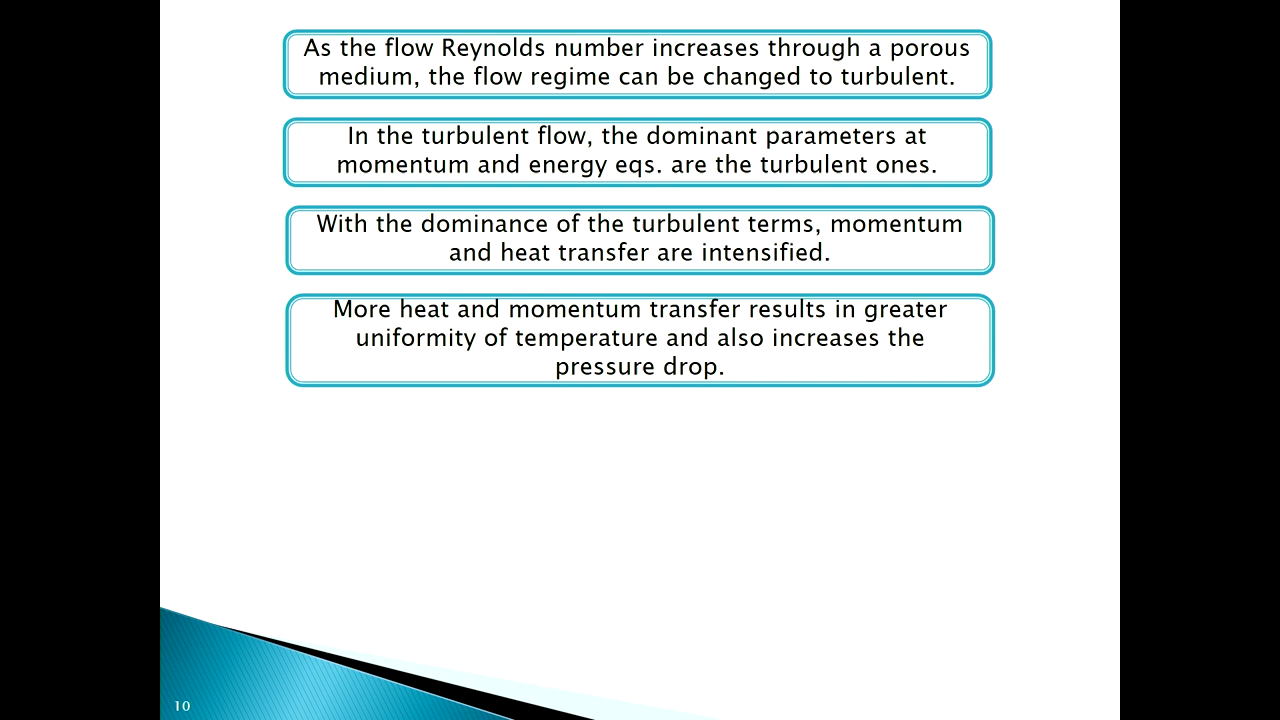 As the flow Reynolds number increases through a porous
medium, the flow regime can be changed to turbulent.
In the turbulent flow, the dominant parameters at
momentum and energy eqs. are the turbulent ones.
With the dominance of the turbulent terms, momentum
and heat transfer are intensified.
More heat and momentum transfer results in greater
uniformity of temperature and also increases the
pressure drop.
10